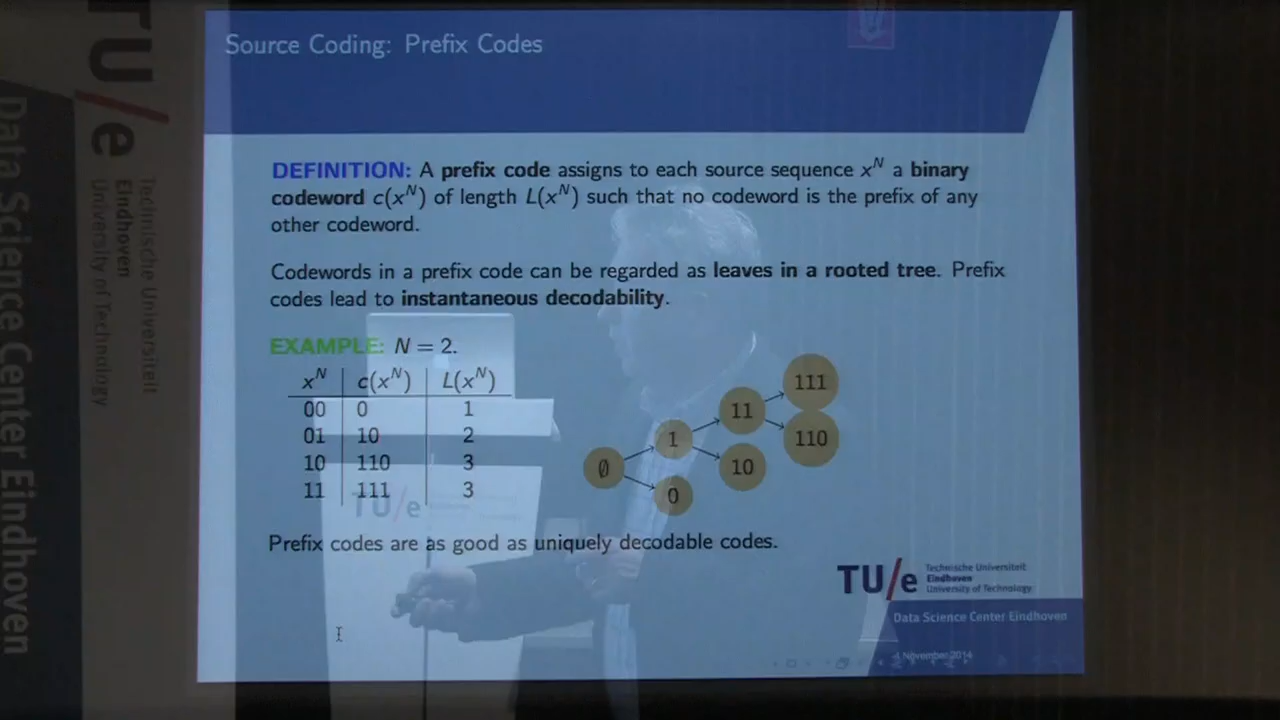 Source Coding: Prefix Codes
DEFINITION: A prefix code assigns to each source sequence x^N a binary
codeword c(x^N) of length L(x^N) such that no codeword is the prefix of any
other codeword.
Codewords in a prefix code can be regarded as leaves in a rooted tree. Prefix
codes lead to instantaneous decodability.
EXAMPLE: N = 2.
x^N c(x^N) L(x^N)
00 0 1
01 10 2
10 110 3
11 111 3
∅
1
0
11
10
111
110
Prefix codes are as good as uniquely decodable codes.
TU/e Technische Universiteit
Eindhoven
University of Technology
Data Science Center Eindhoven
4 November 2014
TU/e
Technische Universiteit
Eindhoven
University of Technology
Data Science Center Eindhoven
TU/e